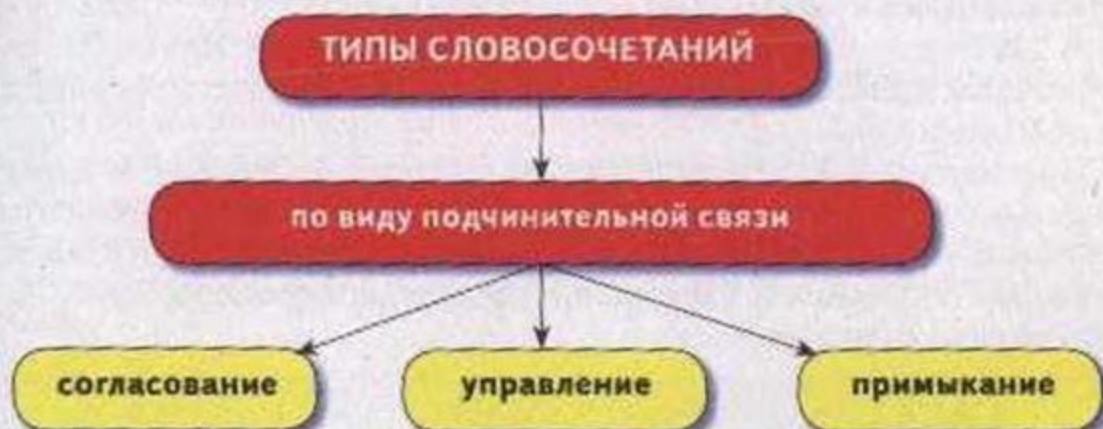 ТИПЫ СЛОВОСОЧЕТАНИЙ
по виду подчинительной связи
согласование
управление
примыкание